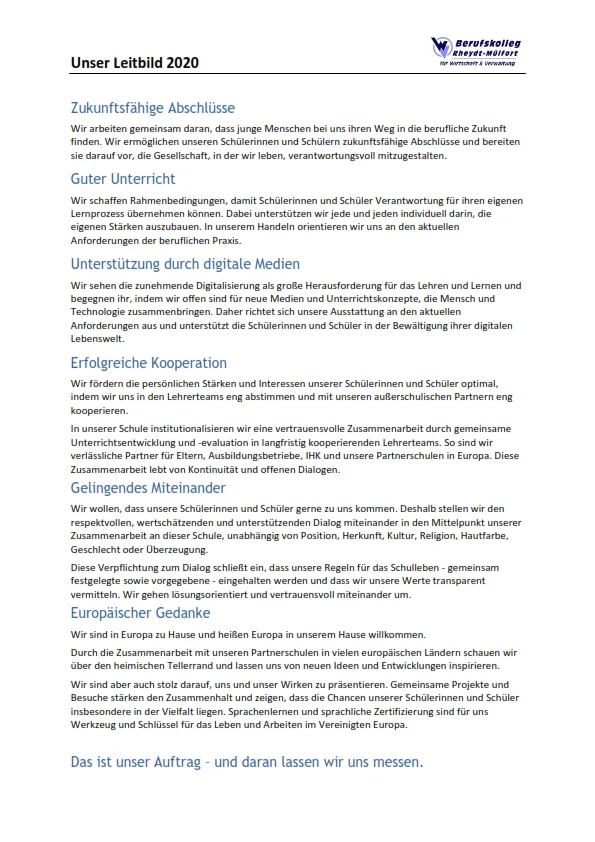 Unser Leitbild 2020
Berufskolleg
Rheydt-Mülfort
für Wirtschaft & Verwaltung
Zukunftsfähige Abschlüsse
Wir arbeiten gemeinsam daran, dass junge Menschen bei uns ihren Weg in die berufliche Zukunft
finden. Wir ermöglichen unseren Schülerinnen und Schülern zukunftsfähige Abschlüsse und bereiten
sie darauf vor, die Gesellschaft, in der wir leben, verantwortungsvoll mitzugestalten.
Guter Unterricht
Wir schaffen Rahmenbedingungen, damit Schülerinnen und Schüler Verantwortung für ihren eigenen
Lernprozess übernehmen können. Dabei unterstützen wir jede und jeden individuell darin, die
eigenen Stärken auszubauen. In unserem Handeln orientieren wir uns an den aktuellen
Anforderungen der beruflichen Praxis.
Unterstützung durch digitale Medien
Wir sehen die zunehmende Digitalisierung als große Herausforderung für das Lehren und Lernen und
begegnen ihr, indem wir offen sind für neue Medien und Unterrichtskonzepte, die Mensch und
Technologie zusammenbringen. Daher richtet sich unsere Ausstattung an den aktuellen
Anforderungen aus und unterstützt die Schülerinnen und Schüler in der Bewältigung ihrer digitalen
Lebenswelt.
Erfolgreiche Kooperation
Wir fördern die persönlichen Stärken und Interessen unserer Schülerinnen und Schüler optimal,
indem wir uns in den Lehrerteams eng abstimmen und mit unseren außerschulischen Partnern eng
kooperieren.
In unserer Schule institutionalisieren wir eine vertrauensvolle Zusammenarbeit durch gemeinsame
Unterrichtsentwicklung und -evaluation in langfristig kooperierenden Lehrerteams. So sind wir
verlässliche Partner für Eltern, Ausbildungsbetriebe, IHK und unsere Partnerschulen in Europa. Diese
Zusammenarbeit lebt von Kontinuität und offenen Dialogen.
Gelingendes Miteinander
Wir wollen, dass unsere Schülerinnen und Schüler gerne zu uns kommen. Deshalb stellen wir den
respektvollen, wertschätzenden und unterstützenden Dialog miteinander in den Mittelpunkt unserer
Zusammenarbeit an dieser Schule, unabhängig von Position, Herkunft, Kultur, Religion, Hautfarbe,
Geschlecht oder Überzeugung.
Diese Verpflichtung zum Dialog schließt ein, dass unsere Regeln für das Schulleben - gemeinsam
festgelegte sowie vorgegebene - eingehalten werden und dass wir unsere Werte transparent
vermitteln. Wir gehen lösungsorientiert und vertrauensvoll miteinander um.
Europäischer Gedanke
Wir sind in Europa zu Hause und heißen Europa in unserem Hause willkommen.
Durch die Zusammenarbeit mit unseren Partnerschulen in vielen europäischen Ländern schauen wir
über den heimischen Tellerrand und lassen uns von neuen Ideen und Entwicklungen inspirieren.
Wir sind aber auch stolz darauf, uns und unser Wirken zu präsentieren. Gemeinsame Projekte und
Besuche stärken den Zusammenhalt und zeigen, dass die Chancen unserer Schülerinnen und Schüler
insbesondere in der Vielfalt liegen. Sprachenlernen und sprachliche Zertifizierung sind für uns
Werkzeug und Schlüssel für das Leben und Arbeiten im Vereinigten Europa.
Das ist unser Auftrag – und daran lassen wir uns messen.